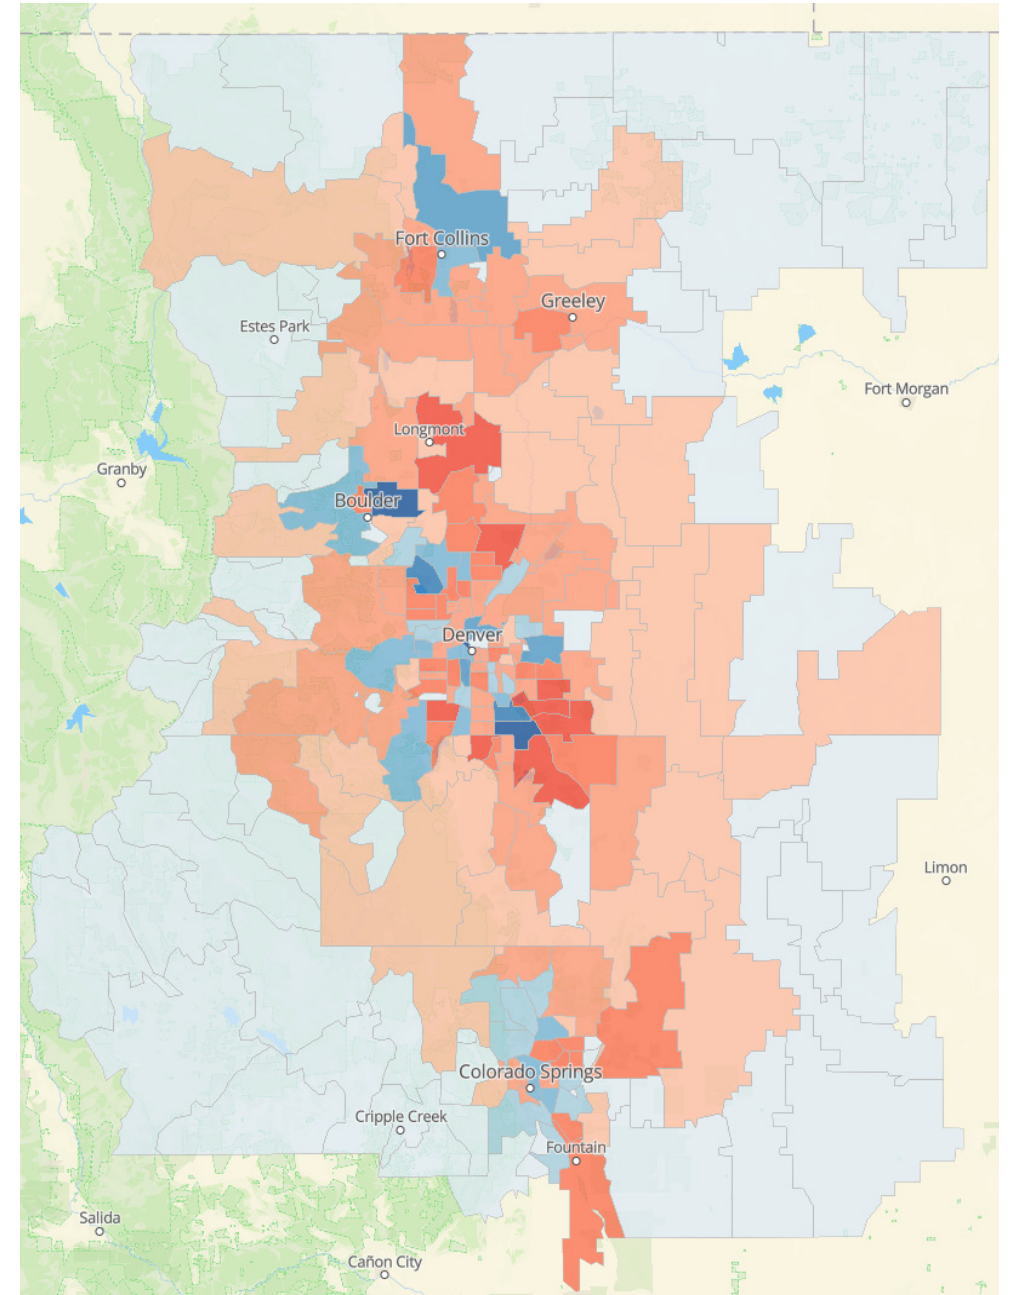 Fort Collins
Greeley
Estes Park
Fort Morgan
Longmont
Granby
Boulder
Denver
Limon
Colorado Springs
Cripple Creek
Fountain
Salida
Cañon City